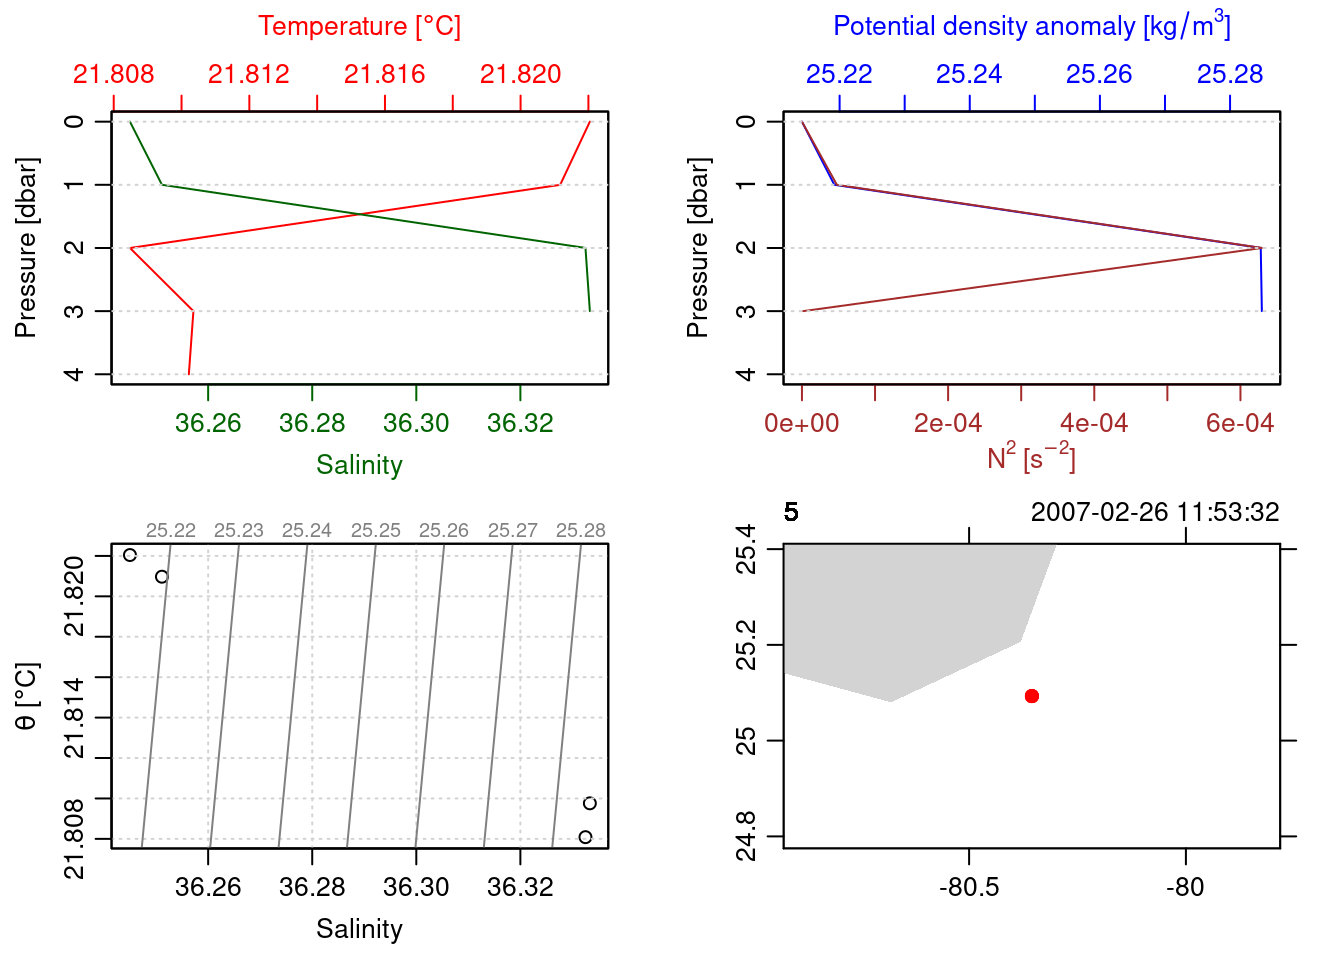 Temperature [°C]
21.808 21.812 21.816 21.820
Pressure [dbar]
0
1
2
3
4
36.26 36.28 36.30 36.32
Salinity
Potential density anomaly [kg/m³]
25.22 25.24 25.26 25.28
Pressure [dbar]
0
1
2
3
4
0e+00 2e-04 4e-04 6e-04
N² [s⁻²]
25.22 25.23 25.24 25.25 25.26 25.27 25.28
θ [°C]
21.820
21.814
21.808
36.26 36.28 36.30 36.32
Salinity
5 2007-02-26 11:53:32
25.4
25.2
25
24.8
-80.5 -80